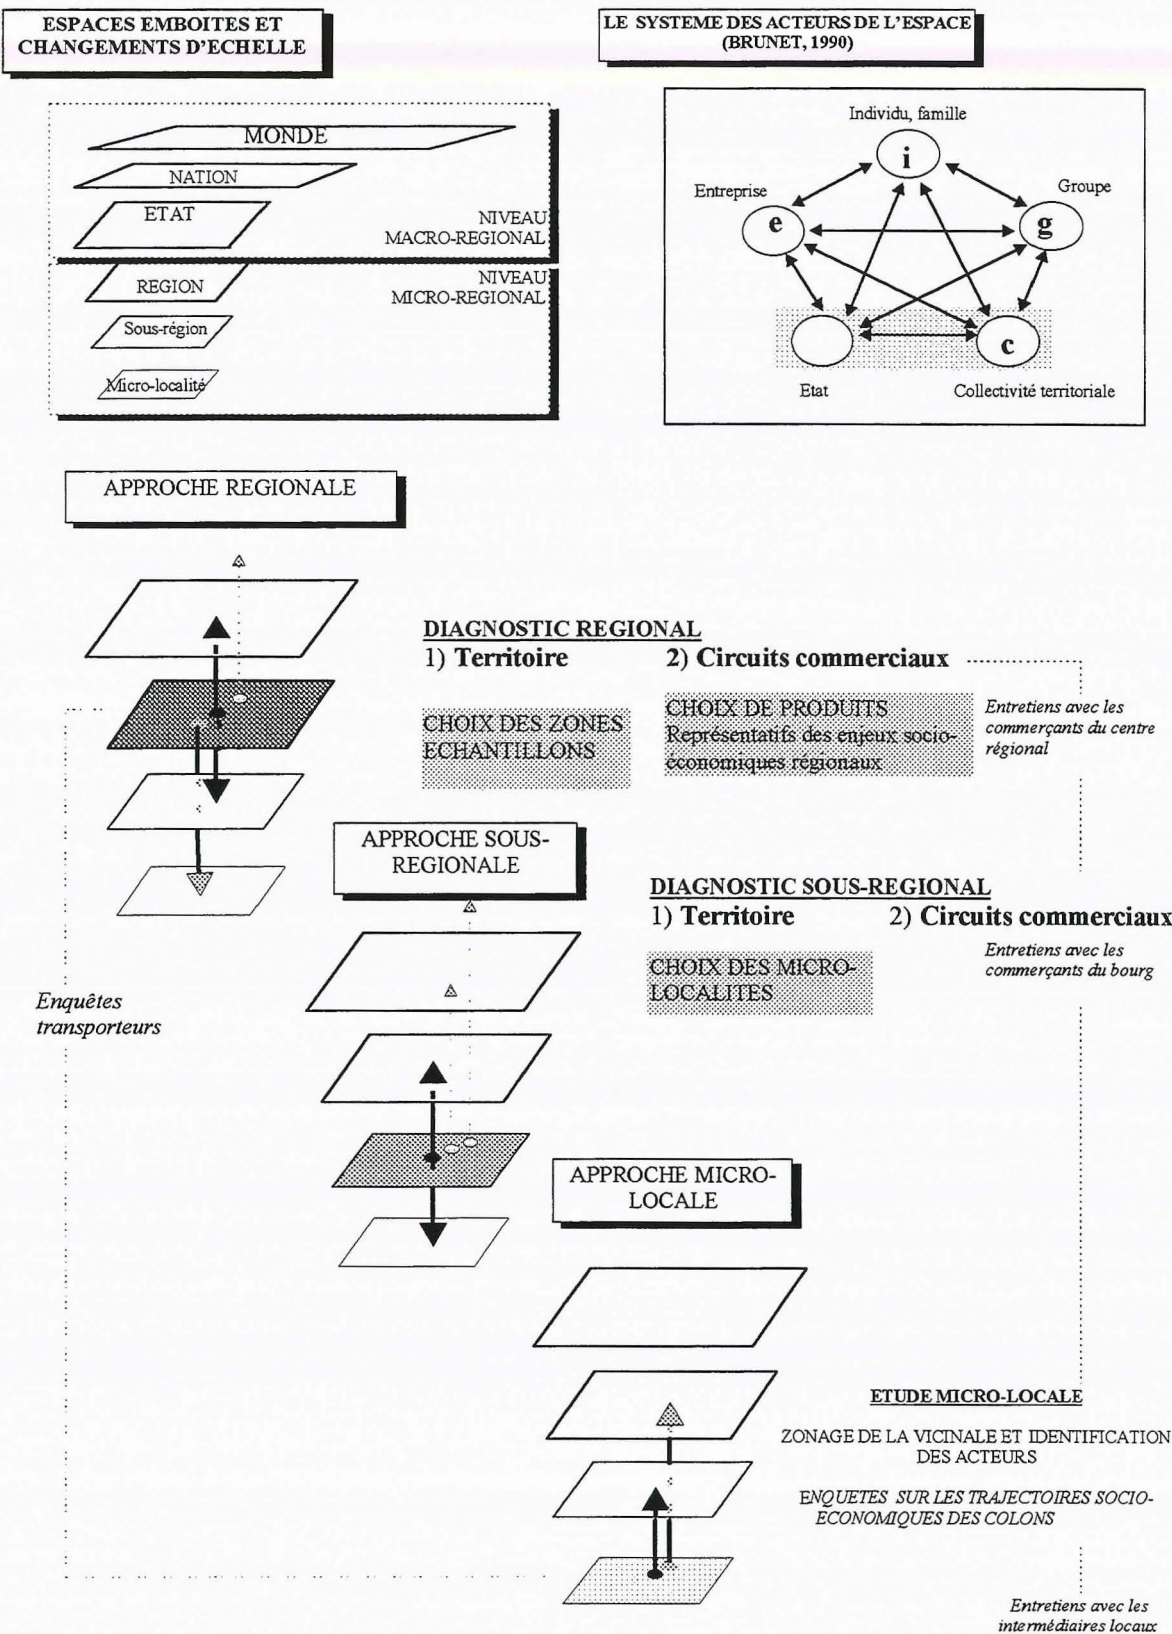 ESPACES EMBOITES ET
CHANGEMENTS D'ECHELLE
LE SYSTEME DES ACTEURS DE L'ESPACE
(BRUNET, 1990)
MONDE
NATION
ETAT
NIVEAU
MACRO-REGIONAL
REGION
NIVEAU
MICRO-REGIONAL
Sous-région
Micro-localité
Individu, famille
i
Entreprise
Groupe
e
g
c
Etat
Collectivité territoriale
APPROCHE REGIONALE
DIAGNOSTIC REGIONAL
1) Territoire
2) Circuits commerciaux
CHOIX DES ZONES
ECHANTILLONS
CHOIX DE PRODUITS
Représentatifs des enjeux socio-
économiques régionaux
Entretiens avec les
commerçants du centre
régional
APPROCHE SOUS-
REGIONALE
DIAGNOSTIC SOUS-REGIONAL
1) Territoire
2) Circuits commerciaux
CHOIX DES MICRO-
LOCALITES
Entretiens avec les
commerçants du bourg
Enquêtes
transporteurs
APPROCHE MICRO-
LOCALE
ETUDE MICRO-LOCALE
ZONAGE DE LA VICINALE ET IDENTIFICATION
DES ACTEURS
ENQUETES SUR LES TRAJECTOIRES SOCIO-
ECONOMIQUES DES COLONS
Entretiens avec les
intermédiaires locaux